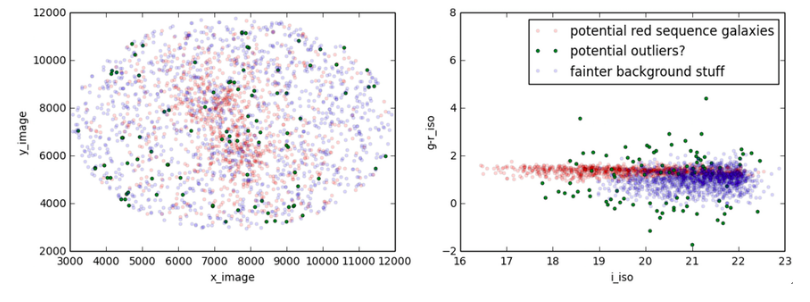 12000
10000
8000
6000
4000
2000
y_image
3000 4000 5000 6000 7000 8000 9000 10000 11000 12000
x_image
8
6
4
2
0
−2
g-r_iso
potential red sequence galaxies
potential outliers?
fainter background stuff
16 17 18 19 20 21 22 23
i_iso